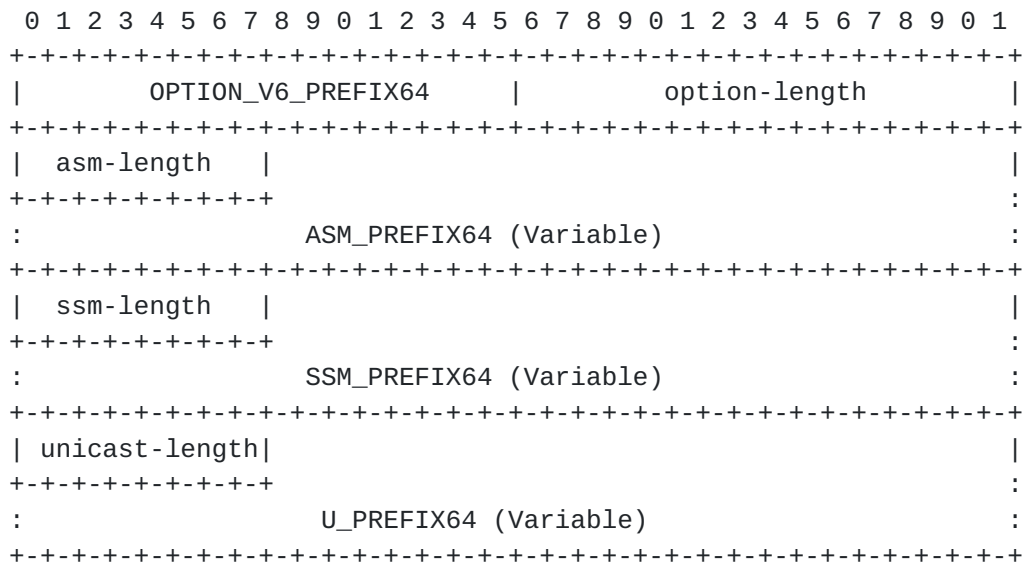 0 1 2 3 4 5 6 7 8 9 0 1 2 3 4 5 6 7 8 9 0 1 2 3 4 5 6 7 8 9 0 1
+-+-+-+-+-+-+-+-+-+-+-+-+-+-+-+-+-+-+-+-+-+-+-+-+-+-+-+-+-+-+-+-+
|        OPTION_V6_PREFIX64     |         option-length         |
+-+-+-+-+-+-+-+-+-+-+-+-+-+-+-+-+-+-+-+-+-+-+-+-+-+-+-+-+-+-+-+-+
|  asm-length   |                                               |
+-+-+-+-+-+-+-+-+                                               :
:                  ASM_PREFIX64 (Variable)                      :
+-+-+-+-+-+-+-+-+-+-+-+-+-+-+-+-+-+-+-+-+-+-+-+-+-+-+-+-+-+-+-+-+
|  ssm-length   |                                               |
+-+-+-+-+-+-+-+-+                                               :
:                  SSM_PREFIX64 (Variable)                      :
+-+-+-+-+-+-+-+-+-+-+-+-+-+-+-+-+-+-+-+-+-+-+-+-+-+-+-+-+-+-+-+-+
| unicast-length|                                               |
+-+-+-+-+-+-+-+-+                                               :
:                   U_PREFIX64 (Variable)                       :
+-+-+-+-+-+-+-+-+-+-+-+-+-+-+-+-+-+-+-+-+-+-+-+-+-+-+-+-+-+-+-+-+